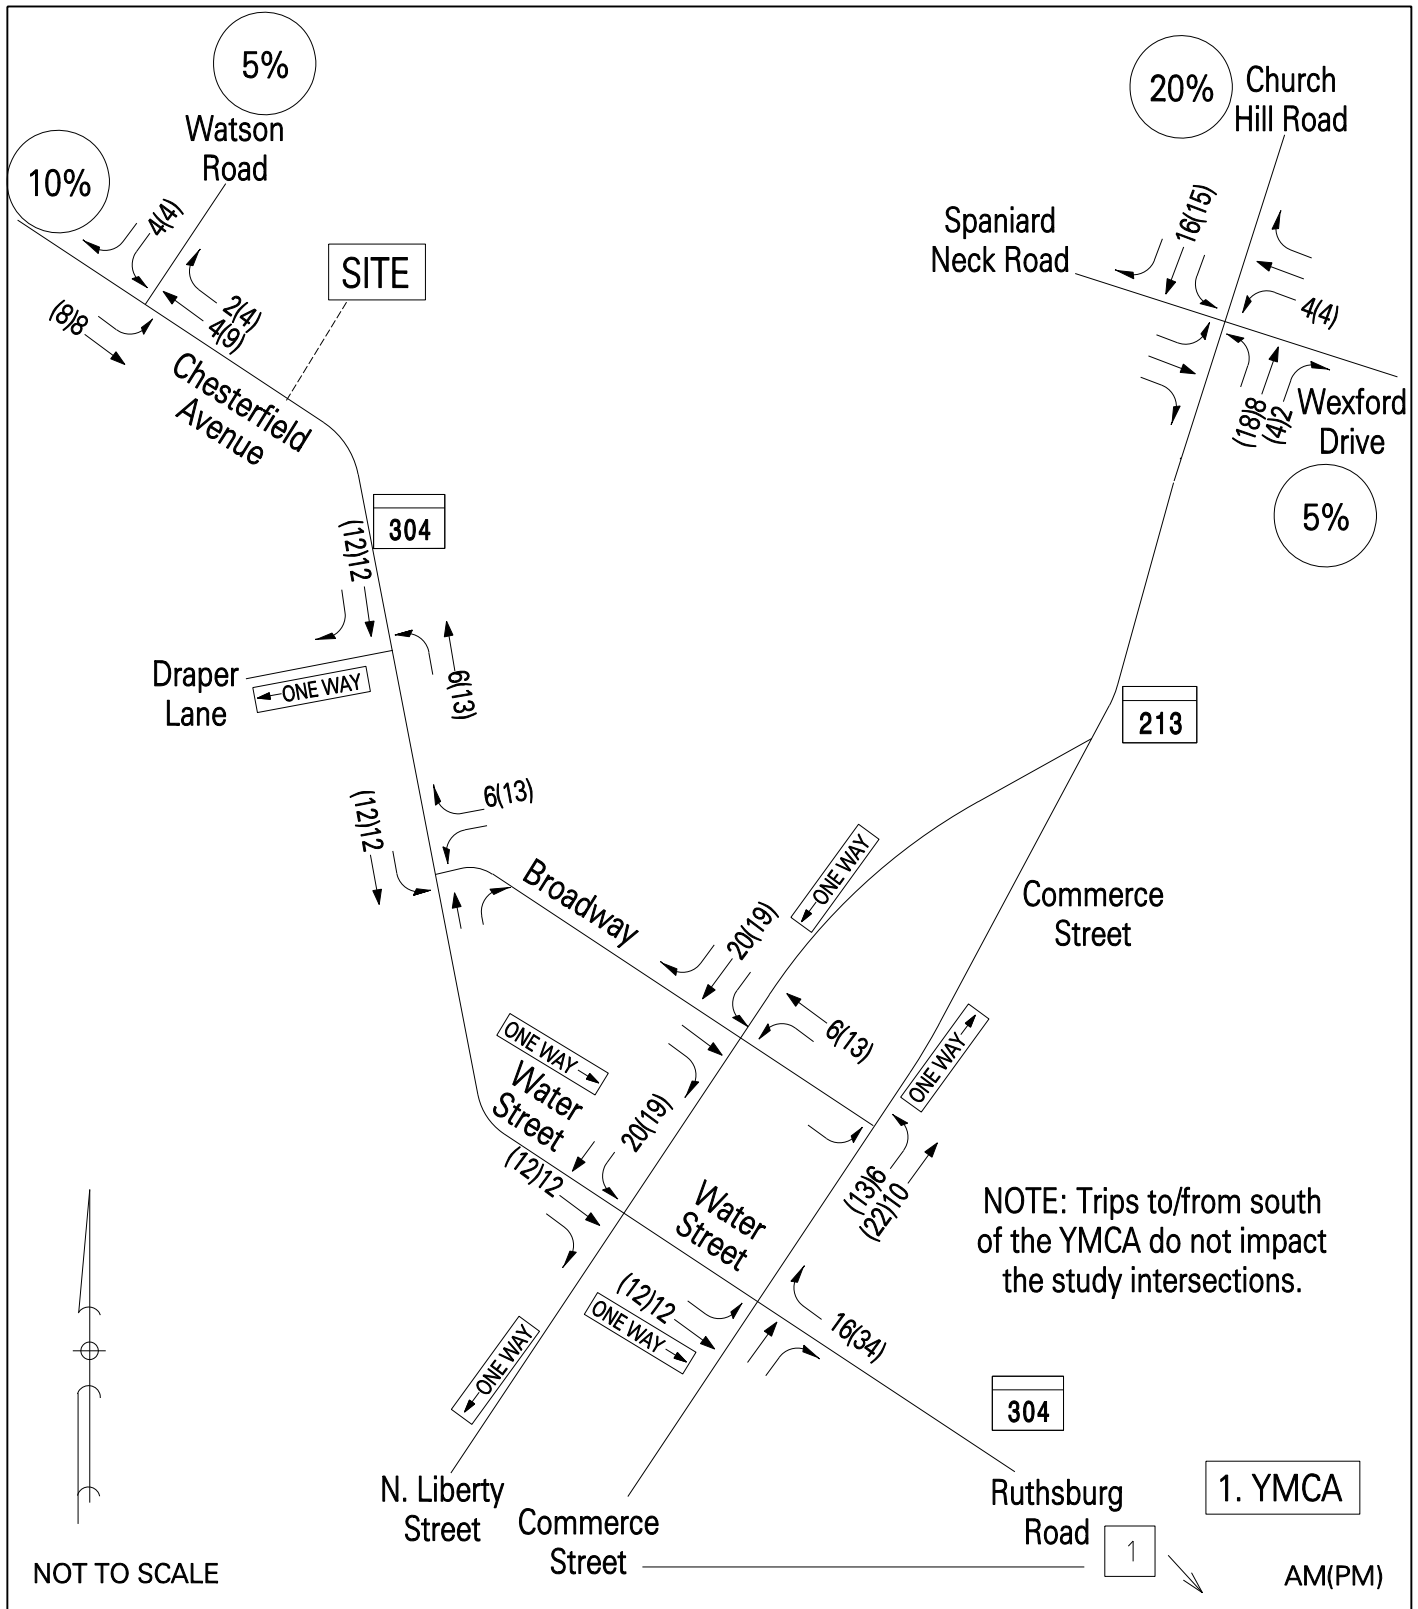 5%
20%
Church
Hill Road
Watson
Road
10%
4(4)
SITE
2(4)
4(9)
(8)8
Chesterfield
Avenue
Spaniard
Neck Road
16(15)
4(4)
(18)8
(4)2
Wexford
Drive
5%
304
(12)12
Draper
Lane
ONE WAY
6(13)
213
6(13)
(12)12
Broadway
ONE WAY
20(19)
Commerce
Street
6(13)
ONE WAY
Water
Street
(12)12
20(19)
ONE WAY
(13)6
(22)10
Water
Street
NOTE: Trips to/from south
of the YMCA do not impact
the study intersections.
(12)12
ONE WAY
16(34)
ONE WAY
304
N. Liberty
Street
Commerce
Street
Ruthsburg
Road
1. YMCA
1
NOT TO SCALE
AM(PM)